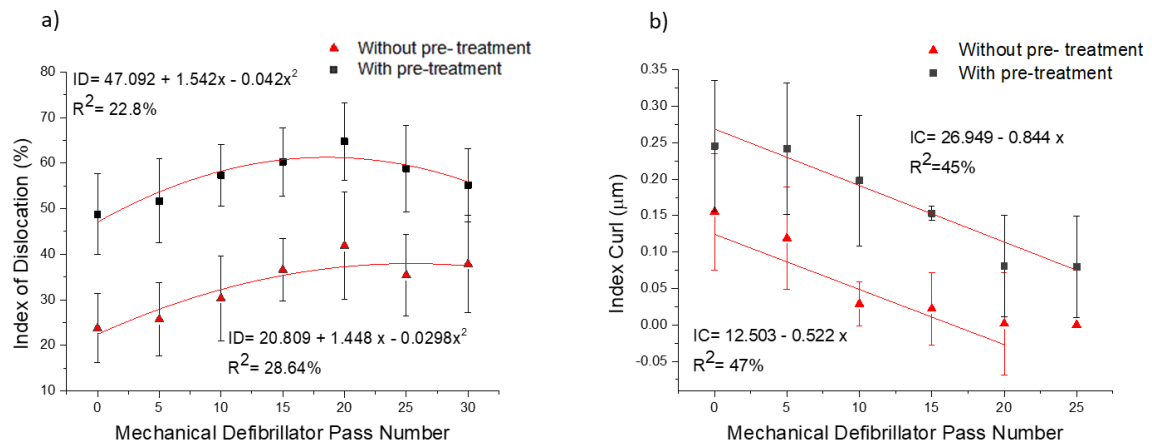 a)
Without pre- treatment
With pre-treatment
ID= 47.092 + 1.542x - 0.042x²
R²= 22.8%
ID= 20.809 + 1.448 x - 0.0298x²
R²= 28.64%
Index of Dislocation (%)
80
70
60
50
40
30
20
10
0 5 10 15 20 25 30
Mechanical Defibrillator Pass Number
b)
Without pre- treatment
With pre-treatment
IC= 26.949 - 0.844 x
R²=45%
IC= 12.503 - 0.522 x
R²= 47%
Index Curl (μm)
0.35
0.30
0.25
0.20
0.15
0.10
0.05
0.00
-0.05
0 5 10 15 20 25
Mechanical Defibrillator Pass Number